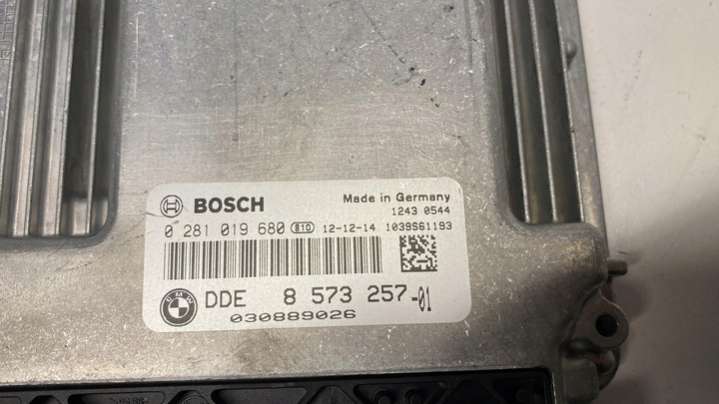 BOSCH
Made in Germany
1243 0544
0 281 019 680 810 12-12-14 1039S61193
DDE 8 573 257-01
030889026